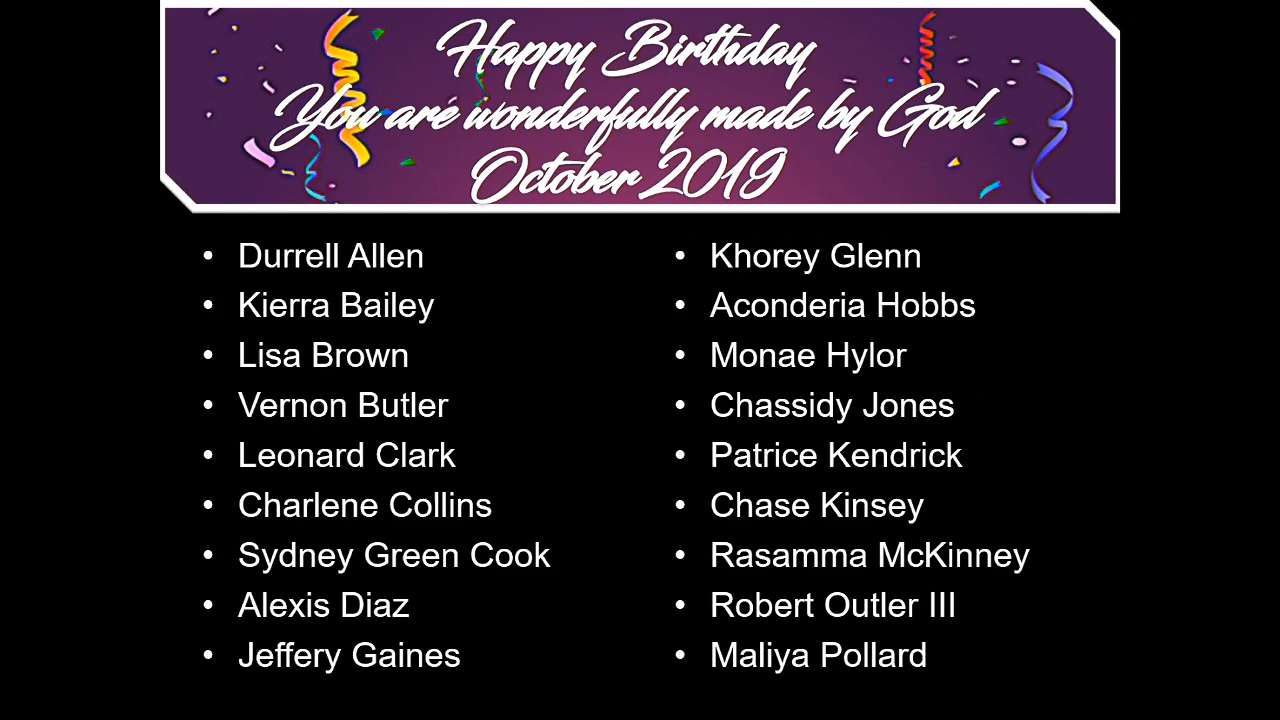 Happy Birthday
You are wonderfully made by God
October 2019
• Durrell Allen
• Kierra Bailey
• Lisa Brown
• Vernon Butler
• Leonard Clark
• Charlene Collins
• Sydney Green Cook
• Alexis Diaz
• Jeffery Gaines
• Khorey Glenn
• Aconderia Hobbs
• Monae Hylor
• Chassidy Jones
• Patrice Kendrick
• Chase Kinsey
• Rasamma McKinney
• Robert Outler III
• Maliya Pollard